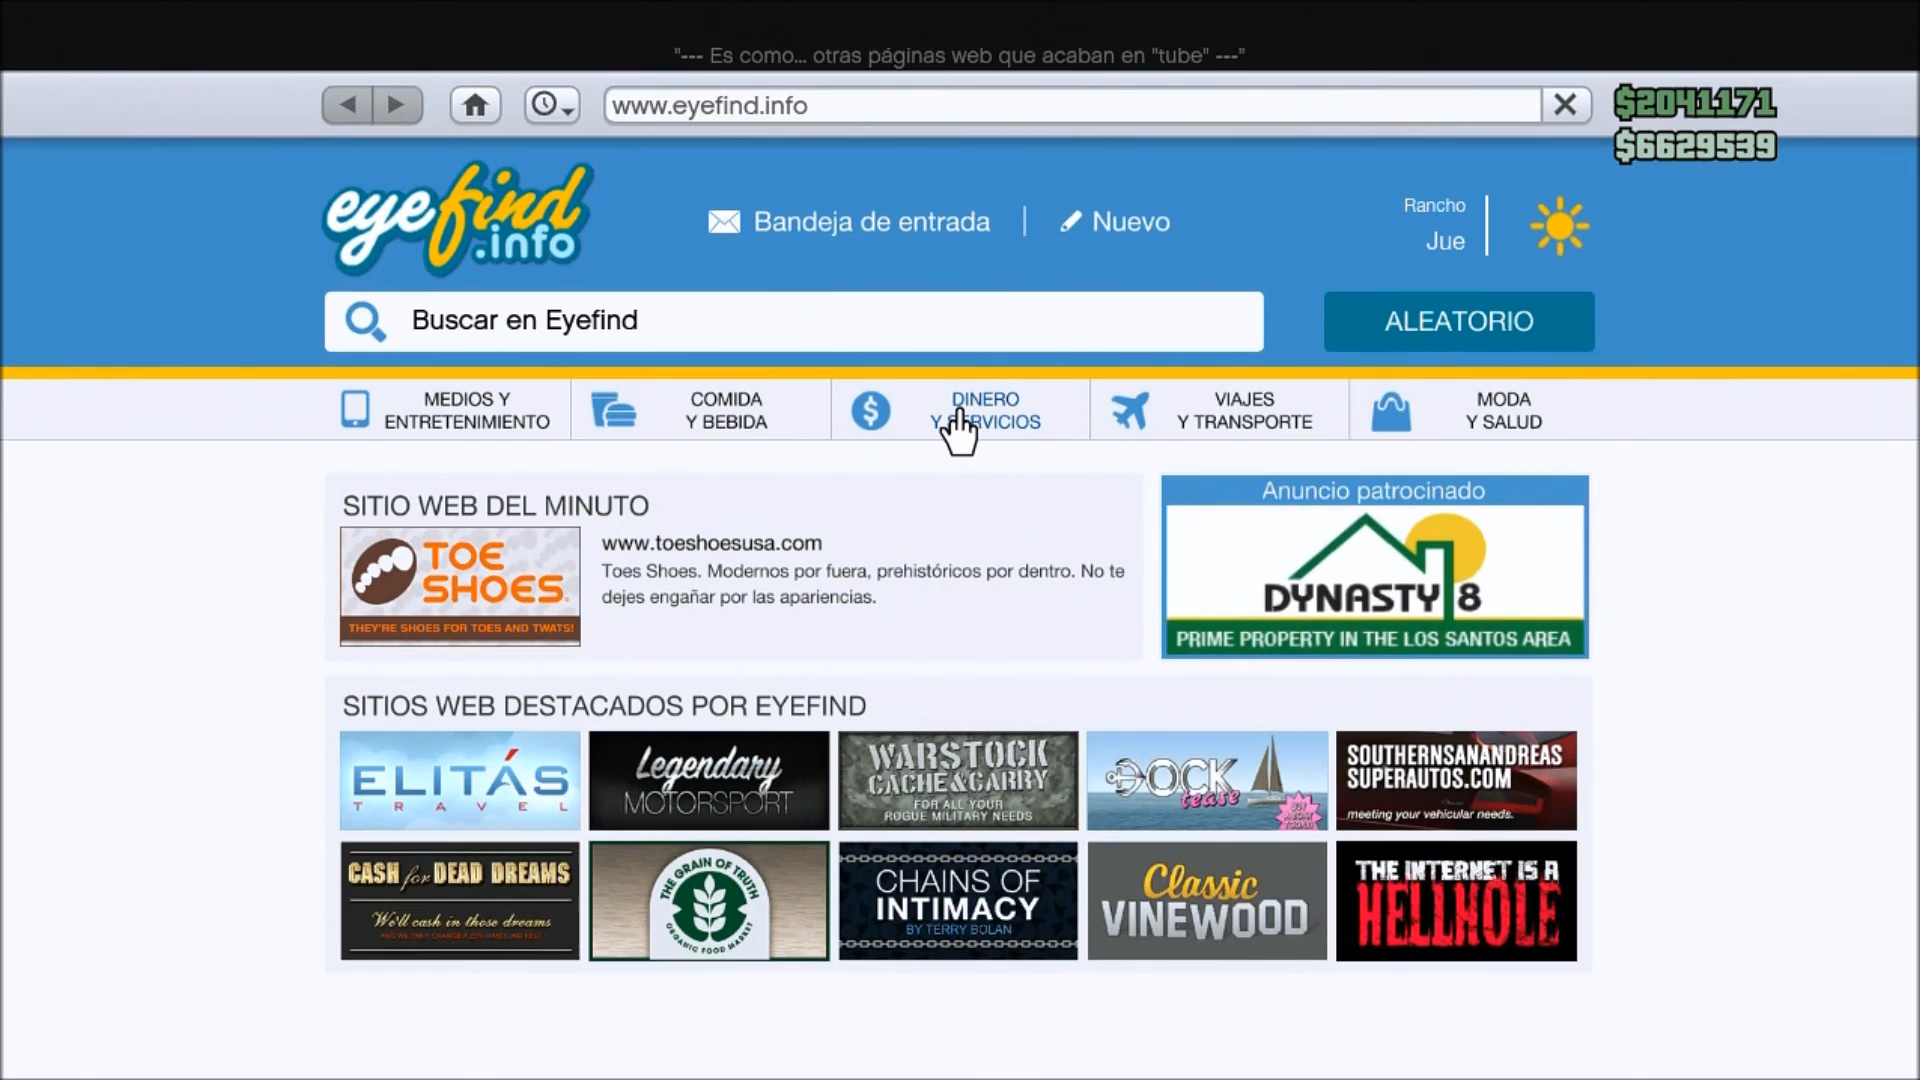 "--- Es como... otras páginas web que acaban en "tube" ---"
www.eyefind.info
$2041171
$6629539
eyefind
.info
Bandeja de entrada
Nuevo
Rancho
Jue
Buscar en Eyefind
ALEATORIO
MEDIOS Y
ENTRETENIMIENTO
COMIDA
Y BEBIDA
DINERO
Y SERVICIOS
VIAJES
Y TRANSPORTE
MODA
Y SALUD
SITIO WEB DEL MINUTO
TOE
SHOES.
THEY'RE SHOES FOR TOES AND TWATS!
www.toeshoesusa.com
Toes Shoes. Modernos por fuera, prehistóricos por dentro. No te
dejes engañar por las apariencias.
Anuncio patrocinado
DYNASTY 8
PRIME PROPERTY IN THE LOS SANTOS AREA
SITIOS WEB DESTACADOS POR EYEFIND
ELITÁS
TRAVEL
Legendary
MOTORSPORT
WARSTOCK
CACHE & CARRY
FOR ALL YOUR
ROGUE MILITARY NEEDS
DOCK
tease
SOUTHERNSANANDREAS
SUPERAUTOS.COM
meeting your vehicular needs.
CASH for DEAD DREAMS
We'll cash in those dreams
THE GRAIN OF TRUTH
ORGANIC FOOD MARKET
CHAINS OF
INTIMACY
BY TERRY BOLAN
Classic
VINEWOOD
THE INTERNET IS A
HELLHOLE